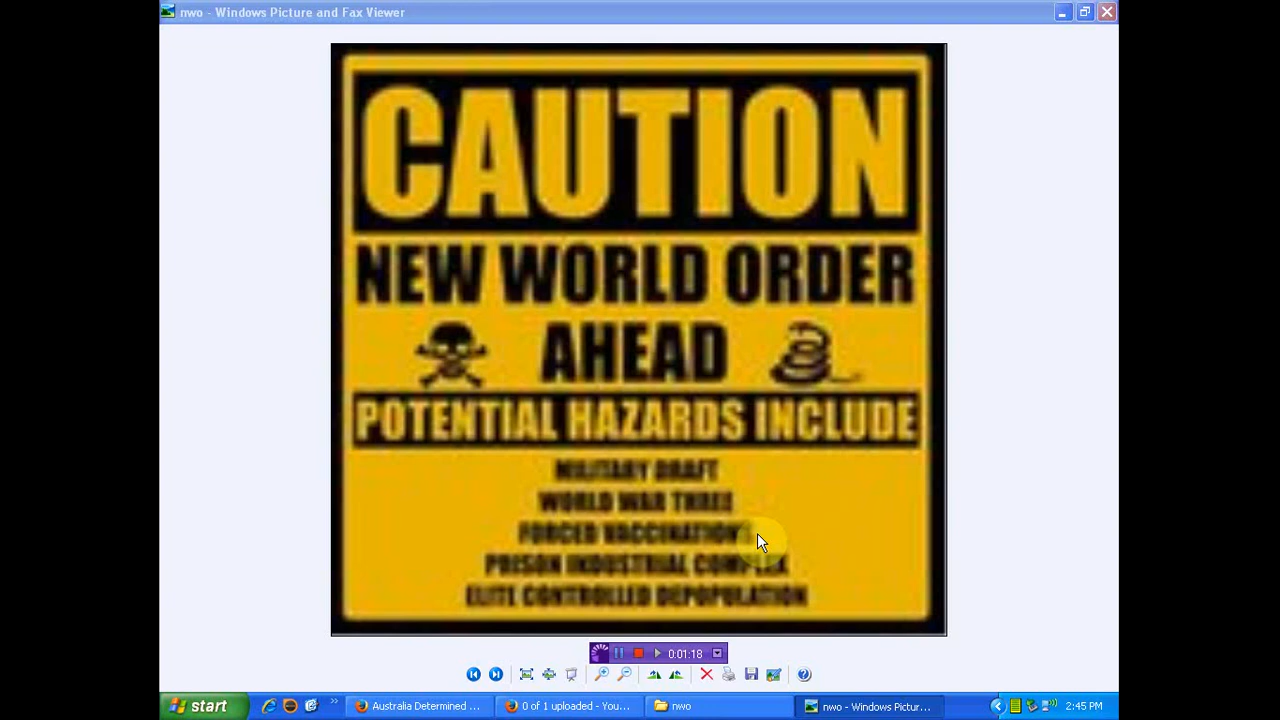 nwo - Windows Picture and Fax Viewer
CAUTION
NEW WORLD ORDER
AHEAD
POTENTIAL HAZARDS INCLUDE
MILITARY DRAFT
WORLD WAR THREE
FORCED VACCINATIONS
PRISON INDUSTRIAL COMPLEX
ELITE CONTROLLED DEPOPULATION
0:01:18
start
Australia Determined ...
0 of 1 uploaded - You...
nwo
nwo - Windows Pictur...
2:45 PM